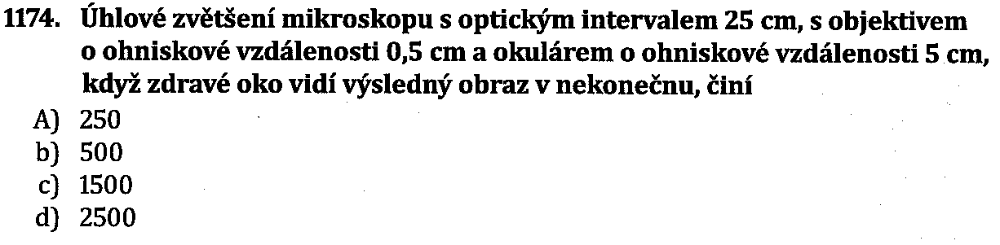 1174. Úhlové zvětšení mikroskopu s optickým intervalem 25 cm, s objektivem
o ohniskové vzdálenosti 0,5 cm a okulárem o ohniskové vzdálenosti 5 cm,
když zdravé oko vidí výsledný obraz v nekonečnu, činí
A) 250
b) 500
c) 1500
d) 2500